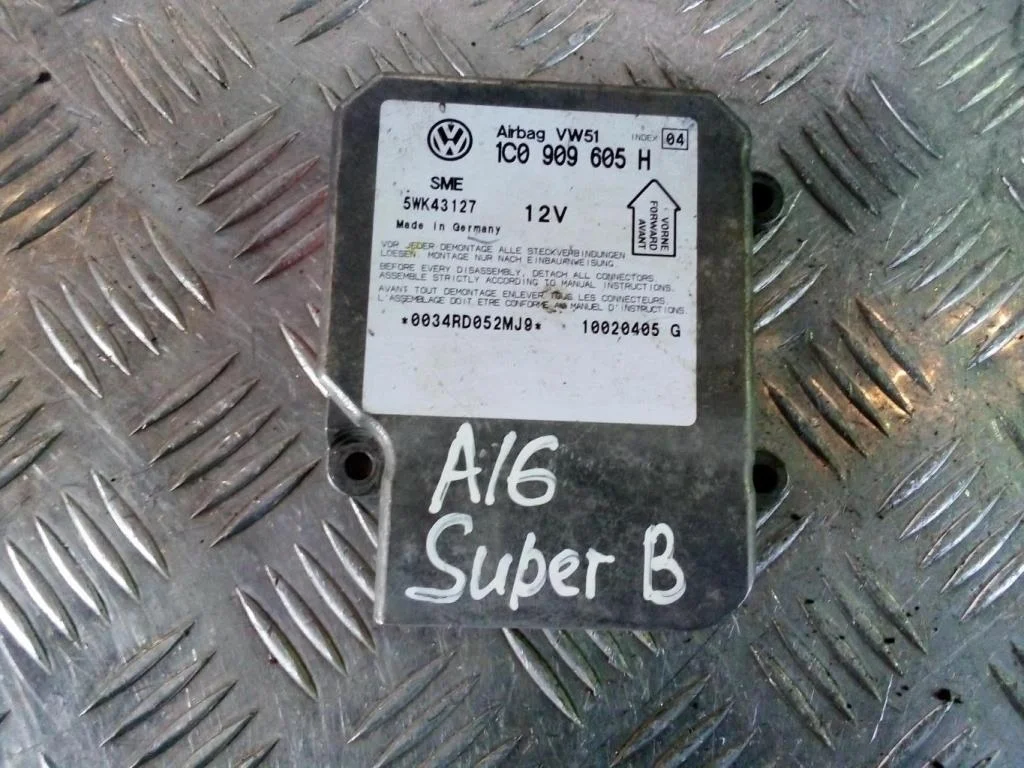 Airbag VW51 INDEX 04
1C0 909 605 H
SME
5WK43127 12V
Made in Germany
VORNE
FORWARD
AVANT
VOR JEDER DEMONTAGE ALLE STECKVERBINDUNGEN
LOESEN. MONTAGE NUR NACH EINBAUANWEISUNG
BEFORE EVERY DISASSEMBLY, DETACH ALL CONNECTORS.
ASSEMBLE STRICTLY ACCORDING TO MANUAL INSTRUCTIONS.
AVANT TOUT DEMONTAGE ENLEVER TOUS LES CONNECTEURS.
L'ASSEMBLAGE DOIT ETRE CONFORME AU MANUEL D'INSTRUCTIONS.
*0034RD052MJ9* 10020405 G
A/6
Super B